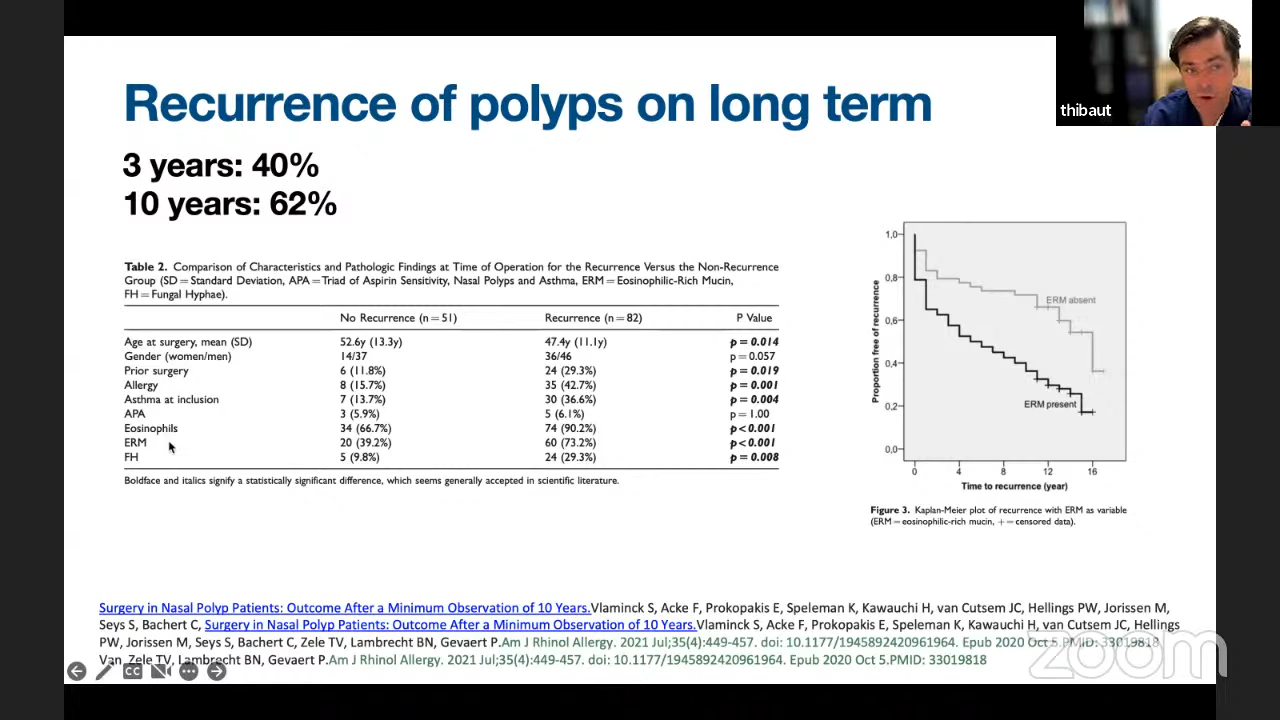 thibaut
Recurrence of polyps on long term
3 years: 40%
10 years: 62%
Table 2. Comparison of Characteristics and Pathologic Findings at Time of Operation for the Recurrence Versus the Non-Recurrence
Group (SD = Standard Deviation, APA = Triad of Aspirin Sensitivity, Nasal Polyps and Asthma, ERM = Eosinophilic-Rich Mucin,
FH = Fungal Hyphae).
No Recurrence (n = 51) Recurrence (n = 82) P Value
Age at surgery, mean (SD) 52.6y (13.3y) 47.4y (11.1y) p = 0.014
Gender (women/men) 14/37 36/46 p = 0.057
Prior surgery 6 (11.8%) 24 (29.3%) p = 0.019
Allergy 8 (15.7%) 35 (42.7%) p = 0.001
Asthma at inclusion 7 (13.7%) 30 (36.6%) p = 0.004
APA 3 (5.9%) 5 (6.1%) p = 1.00
Eosinophils 34 (66.7%) 74 (90.2%) p < 0.001
ERM 20 (39.2%) 60 (73.2%) p < 0.001
FH 5 (9.8%) 24 (29.3%) p = 0.008
Boldface and italics signify a statistically significant difference, which seems generally accepted in scientific literature.
Proportion free of recurrence
1,0
0,8
0,6
0,4
0,2
0,0
ERM absent
ERM present
0 4 8 12 16
Time to recurrence (year)
Figure 3. Kaplan-Meier plot of recurrence with ERM as variable
(ERM = eosinophilic-rich mucin, + = censored data).
Surgery in Nasal Polyp Patients: Outcome After a Minimum Observation of 10 Years.Vlaminck S, Acke F, Prokopakis E, Speleman K, Kawauchi H, van Cutsem JC, Hellings PW, Jorissen M,
Seys S, Bachert C, Surgery in Nasal Polyp Patients: Outcome After a Minimum Observation of 10 Years.Vlaminck S, Acke F, Prokopakis E, Speleman K, Kawauchi H, van Cutsem JC, Hellings
PW, Jorissen M, Seys S, Bachert C, Zele TV, Lambrecht BN, Gevaert P.Am J Rhinol Allergy. 2021 Jul;35(4):449-457. doi: 10.1177/1945892420961964. Epub 2020 Oct 5.PMID: 33019818
Van, Zele TV, Lambrecht BN, Gevaert P.Am J Rhinol Allergy. 2021 Jul;35(4):449-457. doi: 10.1177/1945892420961964. Epub 2020 Oct 5.PMID: 33019818
CC
zoom